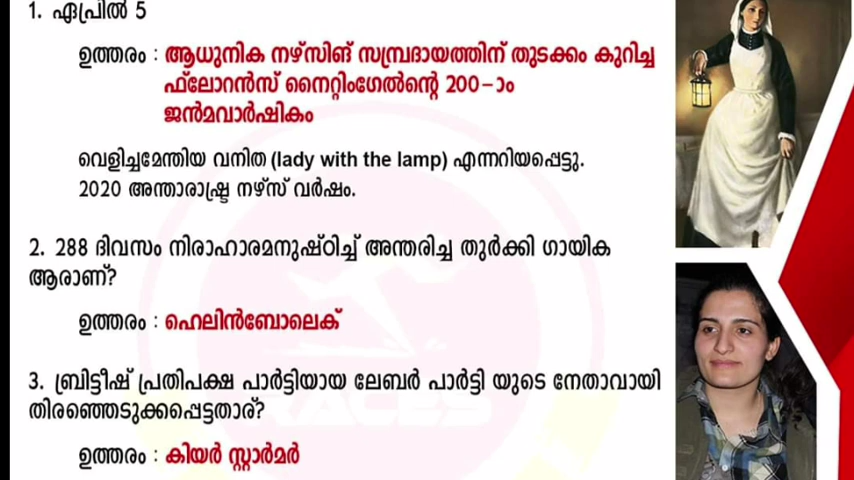 1. ഏപ്രിൽ 5
ഉത്തരം : ആധുനിക നഴ്സിങ് സമ്പ്രദായത്തിന് തുടക്കം കുറിച്ച
ഫ്ലോറൻസ് നൈറ്റിംഗേൽന്റെ 200-ാം
ജൻമവാർഷികം
വെളിച്ചമേന്തിയ വനിത (lady with the lamp) എന്നറിയപ്പെട്ടു.
2020 അന്താരാഷ്ട്ര നഴ്സ് വർഷം.
2. 288 ദിവസം നിരാഹാരമനുഷ്ഠിച്ച് അന്തരിച്ച തുർക്കി ഗായിക
ആരാണ്?
ഉത്തരം : ഹെലിൻബോലെക്
3. ബ്രിട്ടീഷ് പ്രതിപക്ഷ പാർട്ടിയായ ലേബർ പാർട്ടി യുടെ നേതാവായി
തിരഞ്ഞെടുക്കപ്പെട്ടതാര്?
RACES
ഉത്തരം : കിയർ സ്റ്റാർമർ